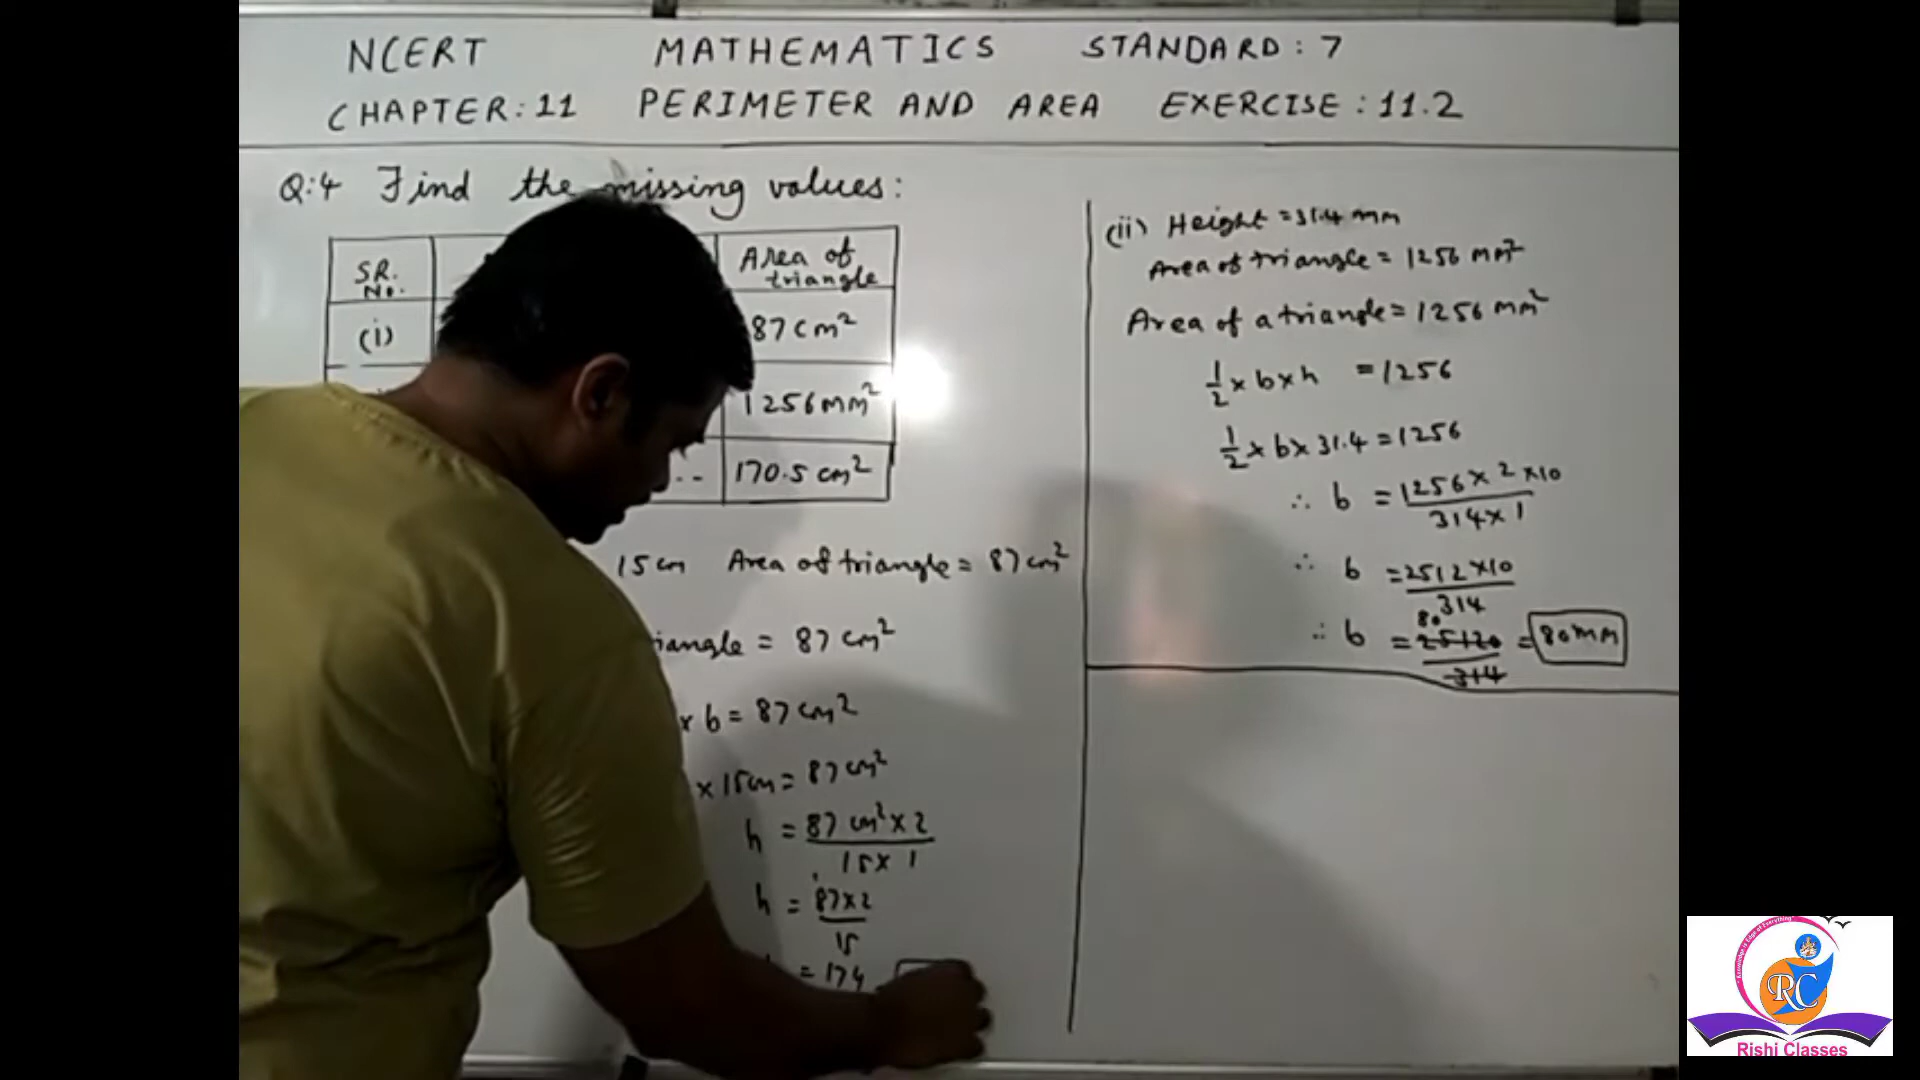 NCERT MATHEMATICS STANDARD: 7
CHAPTER: 11 PERIMETER AND AREA EXERCISE: 11.2
Q:4 Find the missing values:
SR. No. Area of triangle
(i) 87 cm²
1256 mm²
.. 170.5 cm²
15 cm Area of triangle = 87 cm²
iangle = 87 cm²
× b = 87 cm²
× 15cm = 87 cm²
h = 87 cm² × 2 / 15 × 1
h = 87×2 / 15
= 174
(ii) Height = 31.4 mm
Area of triangle = 1256 mm²
Area of a triangle = 1256 mm²
1/2 × b × h = 1256
1/2 × b × 31.4 = 1256
∴ b = 1256 × 2 × 10 / 314 × 1
∴ b = 2512 × 10 / 314
80
∴ b = 25120 / 314 = 80 mm
RC
Rishi Classes